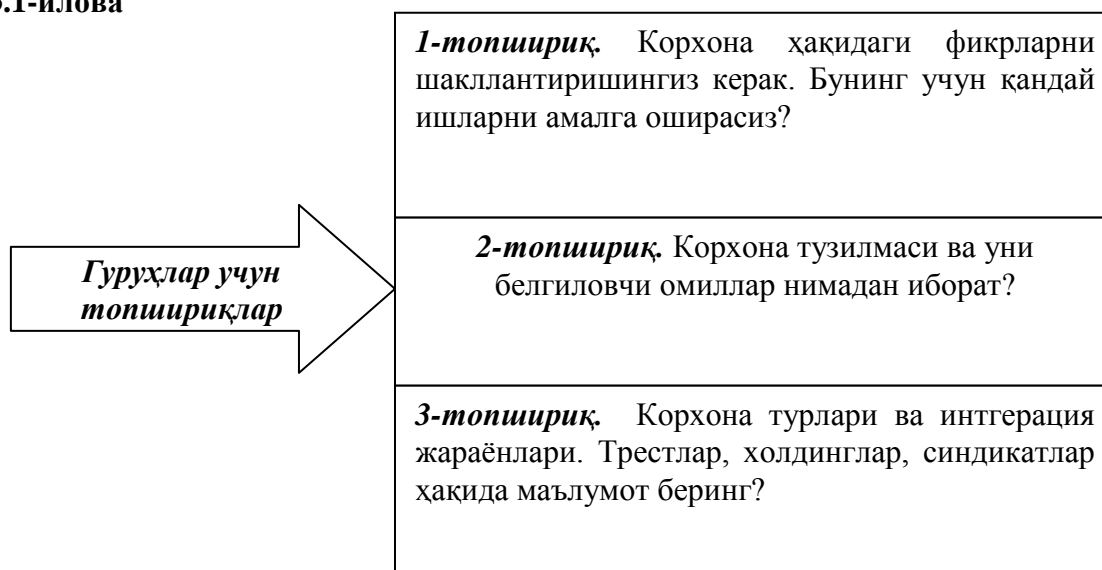 .1-илова
1-топшириқ. Корхона ҳақидаги фикрларни
шакллантиришингиз керак. Бунинг учун қандай
ишларни амалга оширасиз?
Гуруҳлар учун
топшириқлар
2-топшириқ. Корхона тузилмаси ва уни
белгиловчи омиллар нимадан иборат?
3-топшириқ. Корхона турлари ва интгерация
жараёнлари. Трестлар, холдинглар, синдикатлар
ҳақида маълумот беринг?